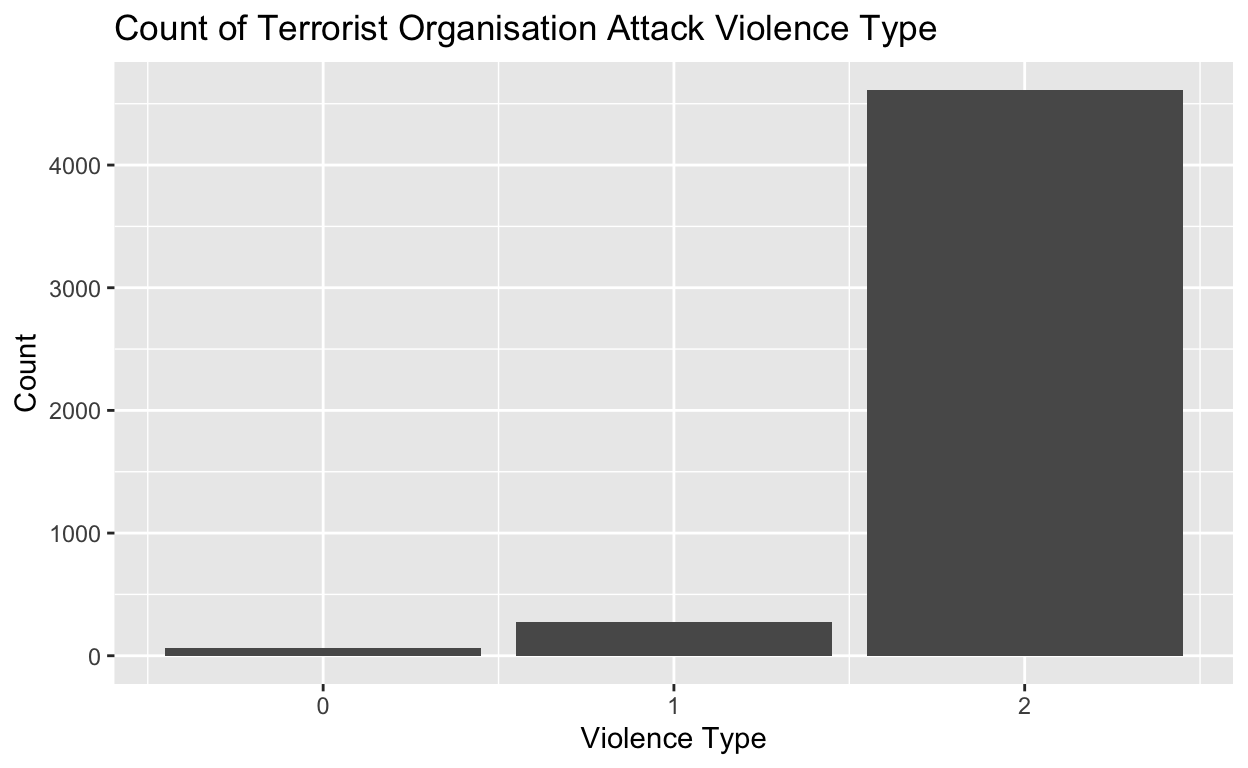 Count of Terrorist Organisation Attack Violence Type
4000
3000
2000
1000
0
Count
0 1 2
Violence Type